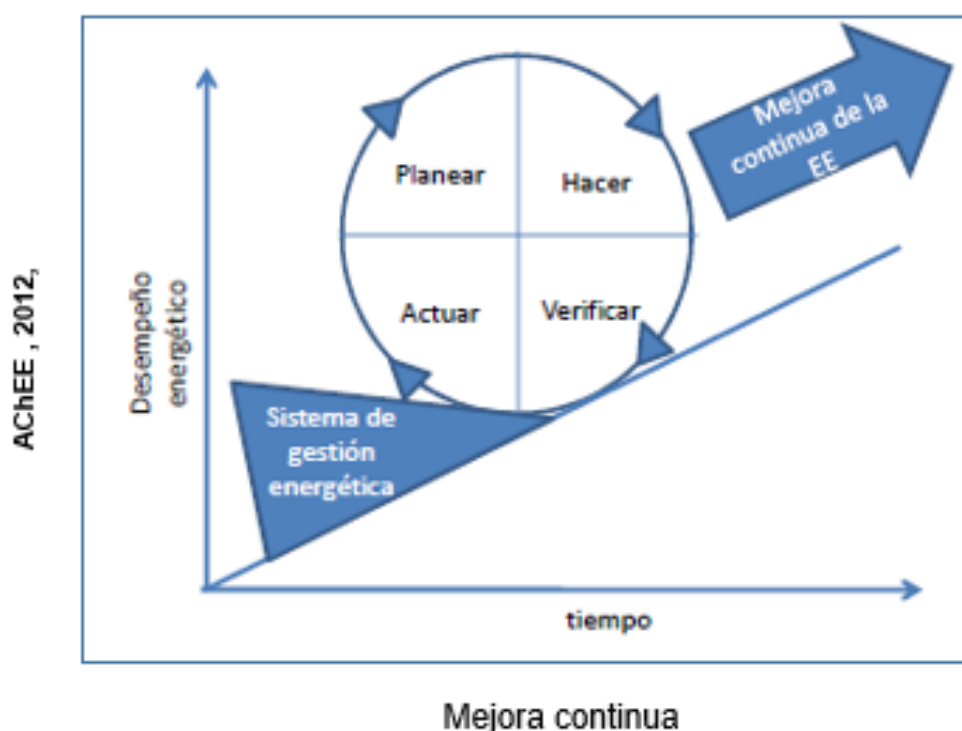 AChEE , 2012,
Desempeño
energético
Planear
Hacer
Actuar
Verificar
Mejora
continua de la
EE
Sistema de
gestión
energética
tiempo
Mejora continua